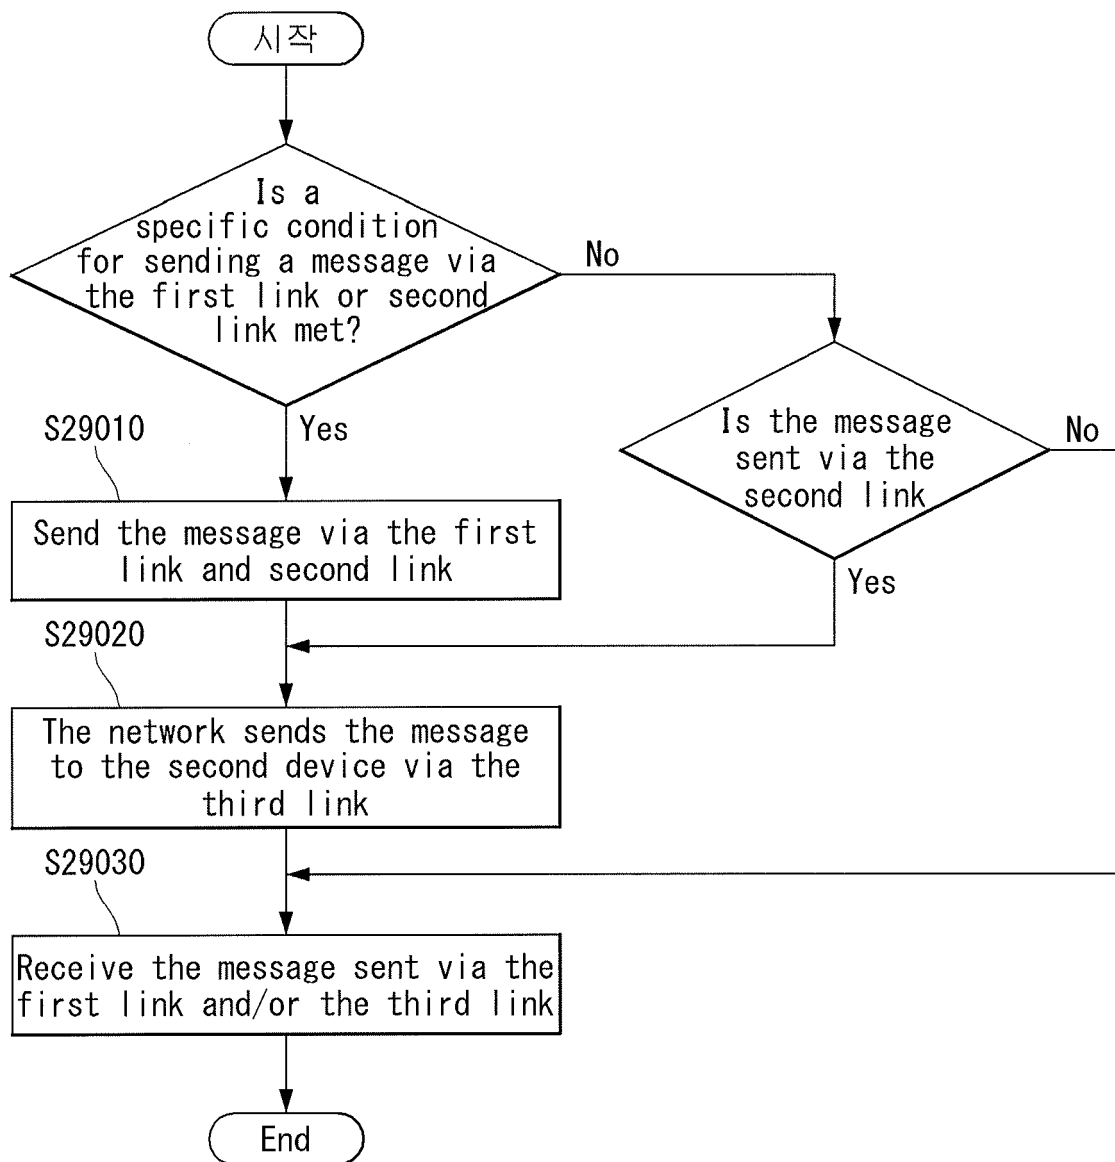 시작
Is a
specific condition
for sending a message via
the first link or second
link met?
No
Yes
S29010
Is the message
sent via the
second link
No
Yes
Send the message via the first
link and second link
S29020
The network sends the message
to the second device via the
third link
S29030
Receive the message sent via the
first link and/or the third link
End